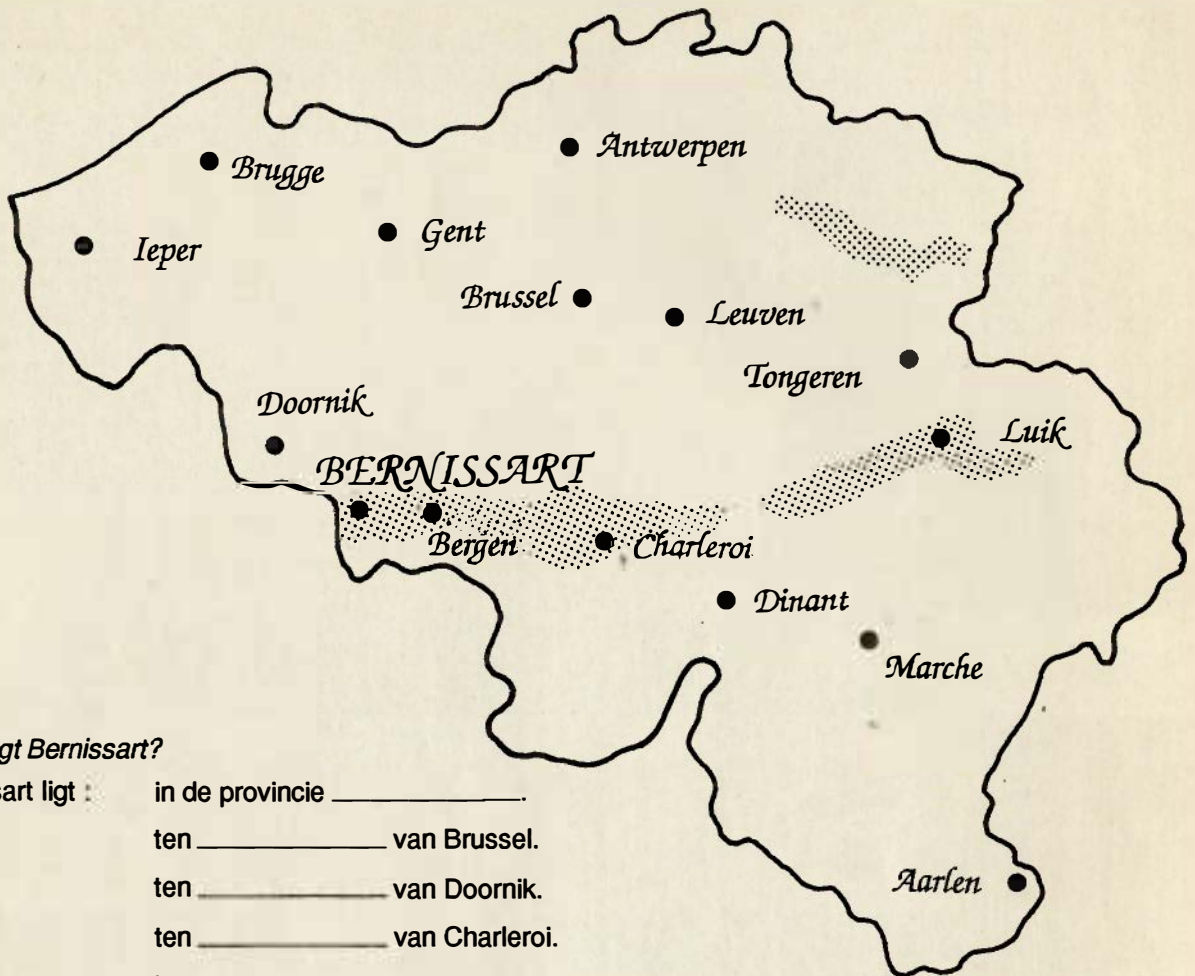 Antwerpen
Brugge
Gent
Ieper
Brussel
Leuven
Tongeren
Doornik
Luik
BERNISSART
Bergen
Charleroi
Dinant
Marche
gt Bernissart?
sart ligt : in de provincie ____________.
ten ____________ van Brussel.
ten ____________ van Doornik.
Aarlen
ten ____________ van Charleroi.